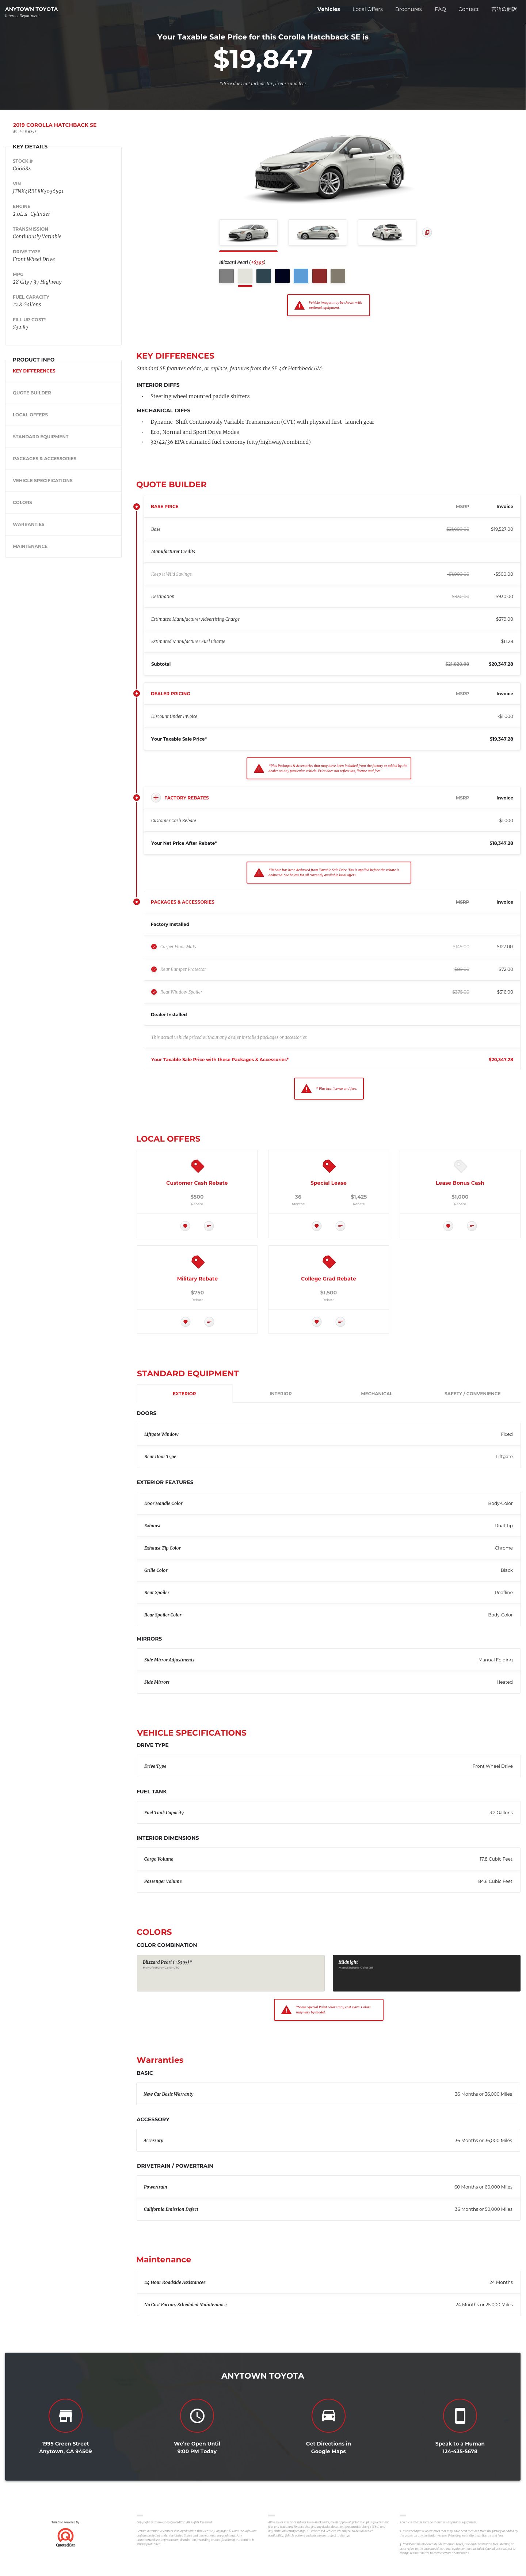 ANYTOWN TOYOTA
Internet Department
Vehicles Local Offers Brochures FAQ Contact 言語の翻訳
Your Taxable Sale Price for this Corolla Hatchback SE is
$19,847
*Price does not include tax, license and fees.
2019 COROLLA HATCHBACK SE
KEY DETAILS
STOCK #
C66684
VIN
JTNK4RBE8K3036591
ENGINE
2.0L 4-Cylinder
TRANSMISSION
Continously Variable
DRIVE TYPE
Front Wheel Drive
MPG
28 City / 37 Highway
FUEL CAPACITY
12.8 Gallons
FILL UP COST*
$32.87
Blizzard Pearl (+$395)
Vehicle images may be shown with
optional equipment.
PRODUCT INFO
KEY DIFFERENCES
QUOTE BUILDER
LOCAL OFFERS
STANDARD EQUIPMENT
PACKAGES & ACCESSORIES
VEHICLE SPECIFICATIONS
COLORS
WARRANTIES
MAINTENANCE
KEY DIFFERENCES
Standard SE features add to, or replace, features from the SE 4dr Hatchback 6M:
INTERIOR DIFFS
Steering wheel mounted paddle shifters
MECHANICAL DIFFS
Dynamic-Shift Continuously Variable Transmission (CVT) with physical first-launch gear
Eco, Normal and Sport Drive Modes
32/42/36 EPA estimated fuel economy (city/highway/combined)
QUOTE BUILDER
BASE PRICE MSRP Invoice
Base $19,527.00
Manufacturer Credits
Keep it Wild Savings -$1,000.00 -$500.00
Destination $930.00 $930.00
Estimated Manufacturer Advertising Charge $379.00
Estimated Manufacturer Fuel Charge $11.28
Subtotal $20,347.28
DEALER PRICING MSRP Invoice
Discount Under Invoice -$1,000
Your Taxable Sale Price* $19,347.28
*Plus Packages & Accessories that may have been included from the factory or added by the
dealer on any particular vehicle. Price does not reflect tax, license and fees.
FACTORY REBATES MSRP Invoice
Customer Cash Rebate -$1,000
Your Net Price After Rebate* $18,347.28
*Rebate has been deducted from Taxable Sale Price. Tax is applied before the rebate is
deducted. See below for all currently available local offers.
PACKAGES & ACCESSORIES MSRP Invoice
Factory Installed
Carpet Floor Mats $127.00
Rear Bumper Protector $72.00
Rear Window Spoiler $316.00
Dealer Installed
This actual vehicle priced without any dealer installed packages or accessories
Your Taxable Sale Price with these Packages & Accessories* $20,347.28
* Plus tax, license and fees
LOCAL OFFERS
Customer Cash Rebate
$500
Special Lease
36 $1,425
Lease Bonus Cash
$1,000
Military Rebate
$750
College Grad Rebate
$1,500
STANDARD EQUIPMENT
EXTERIOR INTERIOR MECHANICAL SAFETY / CONVENIENCE
DOORS
Liftgate Window Fixed
Rear Door Type Liftgate
EXTERIOR FEATURES
Door Handle Color Body-Color
Exhaust Dual Tip
Exhaust Tip Color Chrome
Grille Color Black
Rear Spoiler Roofline
Rear Spoiler Color Body-Color
MIRRORS
Side Mirror Adjustments Manual Folding
Side Mirrors Heated
VEHICLE SPECIFICATIONS
DRIVE TYPE
Drive Type Front Wheel Drive
FUEL TANK
Fuel Tank Capacity 13.2 Gallons
INTERIOR DIMENSIONS
Cargo Volume 17.8 Cubic Feet
Passenger Volume 84.6 Cubic Feet
COLORS
COLOR COMBINATION
Blizzard Pearl (+$395)*
Midnight
*Some Special Paint colors may cost extra. Colors
may vary by model.
Warranties
BASIC
New Car Basic Warranty 36 Months or 36,000 Miles
ACCESSORY
Accessory 36 Months or 36,000 Miles
DRIVETRAIN / POWERTRAIN
Powertrain 60 Months or 60,000 Miles
California Emission Defect 36 Months or 50,000 Miles
Maintenance
24 Hour Roadside Assistance 24 Months
No Cost Factory Scheduled Maintenance 24 Months or 25,000 Miles
ANYTOWN TOYOTA
1995 Green Street
Anytown, CA 94509
We're Open Until
9:00 PM Today
Get Directions in
Google Maps
Speak to a Human
124-435-5678
This Site Powered by
QuotedCar